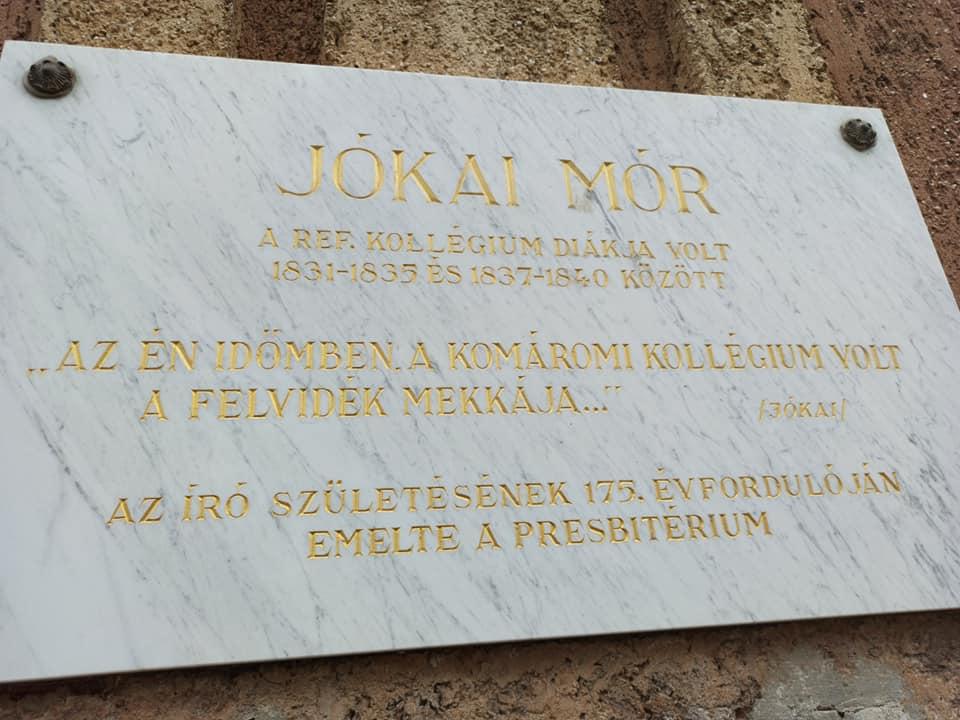 JÓKAI MÓR
A REF. KOLLÉGIUM DIÁKJA VOLT
1831-1835 ÉS 1837-1840 KÖZÖTT
„AZ ÉN IDÖMBEN. A KOMÁROMI KOLLÉGIUM VOLT
A FELVIDÉK MEKKÁJA...” /JÓKAI/
AZ ÍRÓ SZÜLETÉSÉNEK 175. ÉVFORDULÓJÁN
EMELTE A PRESBITÉRIUM